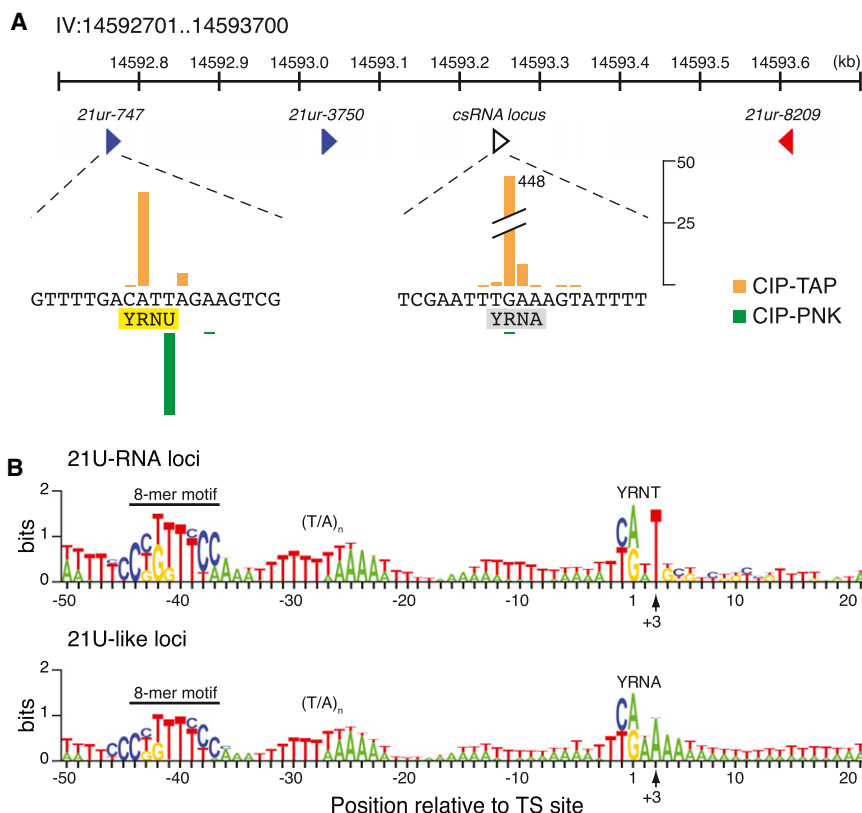 A
IV:14592701..14593700
14592.8 14592.9 14593.0 14593.1 14593.2 14593.3 14593.4 14593.5 14593.6 (kb)
21ur-747 21ur-3750 csRNA locus 21ur-8209
50
448
25
CIP-TAP
GTTTTGACATTAGAAGTCG TCGAATTTGAAAGTATTTT
YRNU YRNA
CIP-PNK
B
21U-RNA loci
8-mer motif
(T/A)n
YRNT
bits
2
1
0
-50 -40 -30 -20 -10 1 10 20
+3
21U-like loci
8-mer motif
(T/A)n
YRNA
bits
2
1
0
-50 -40 -30 -20 -10 1 10 20
+3
Position relative to TS site